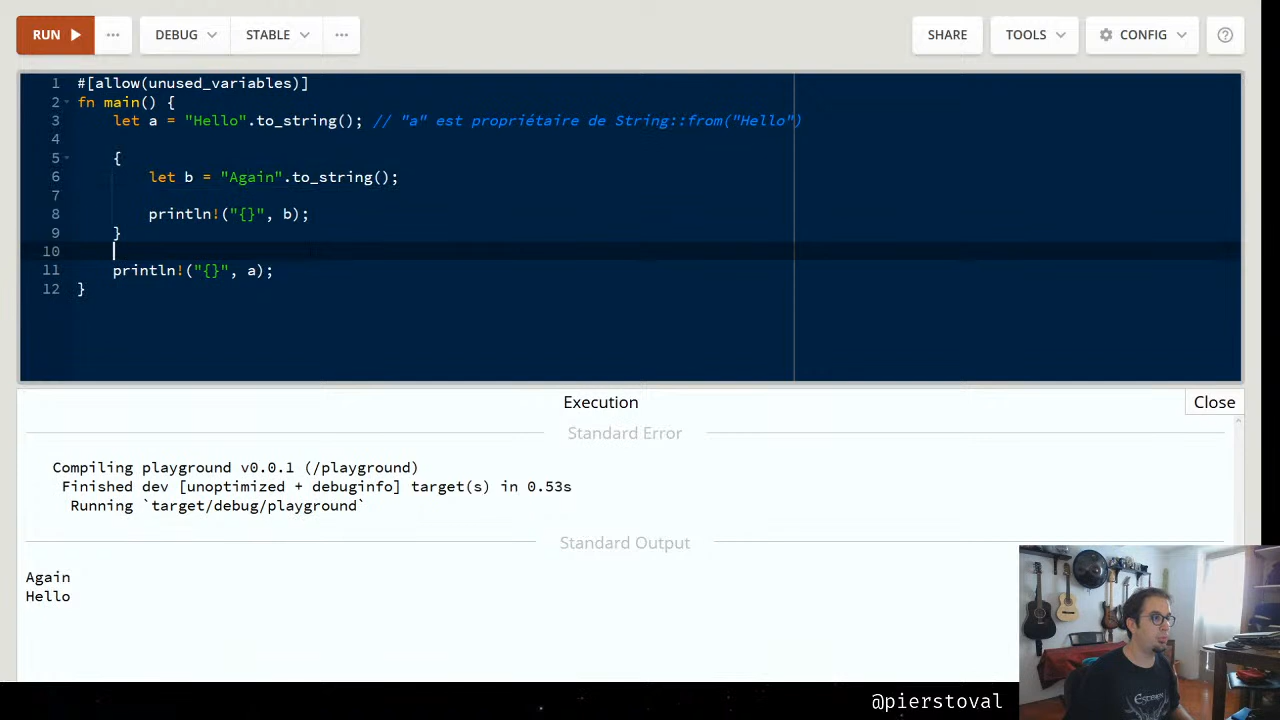 RUN ▶ ··· DEBUG STABLE ··· SHARE TOOLS CONFIG ?
1 #[allow(unused_variables)]
2 fn main() {
3 let a = "Hello".to_string(); // "a" est propriétaire de String::from("Hello")
4
5 {
6 let b = "Again".to_string();
7
8 println!("{}", b);
9 }
10
11 println!("{}", a);
12 }
Execution Close
Standard Error
Compiling playground v0.0.1 (/playground)
Finished dev [unoptimized + debuginfo] target(s) in 0.53s
Running `target/debug/playground`
Standard Output
Again
Hello
@pierstoval